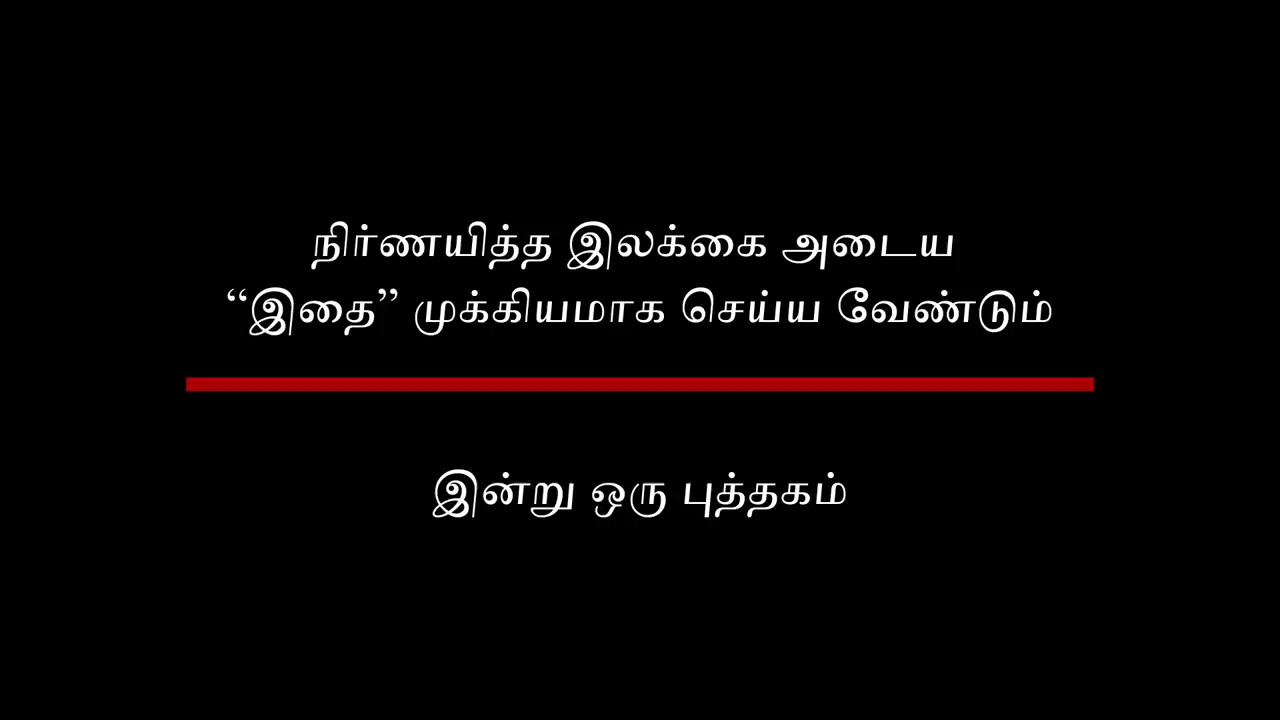 நிர்ணயித்த இலக்கை அடைய
“இதை” முக்கியமாக செய்ய வேண்டும்
இன்று ஒரு புத்தகம்